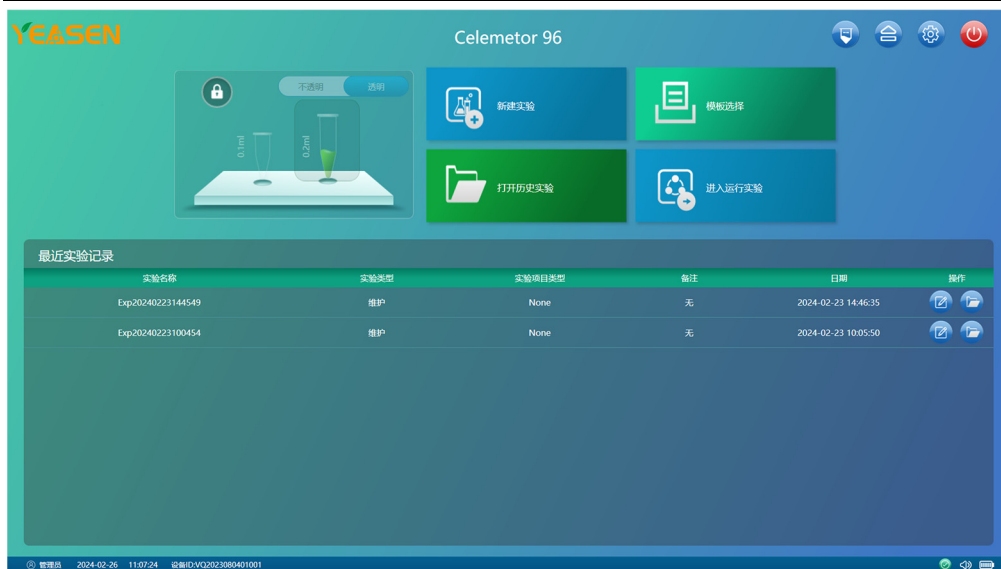 YEASEN
Celemetor 96
不透明 透明
0.1ml
0.2ml
新建实验
模板选择
打开历史实验
进入运行实验
最近实验记录
实验名称 实验类型 实验项目类型 备注 日期 操作
Exp20240223144549 维护 None 无 2024-02-23 14:46:35
Exp20240223100454 维护 None 无 2024-02-23 10:05:50
管理员 2024-02-26 11:07:24 设备ID:VQ2023080401001